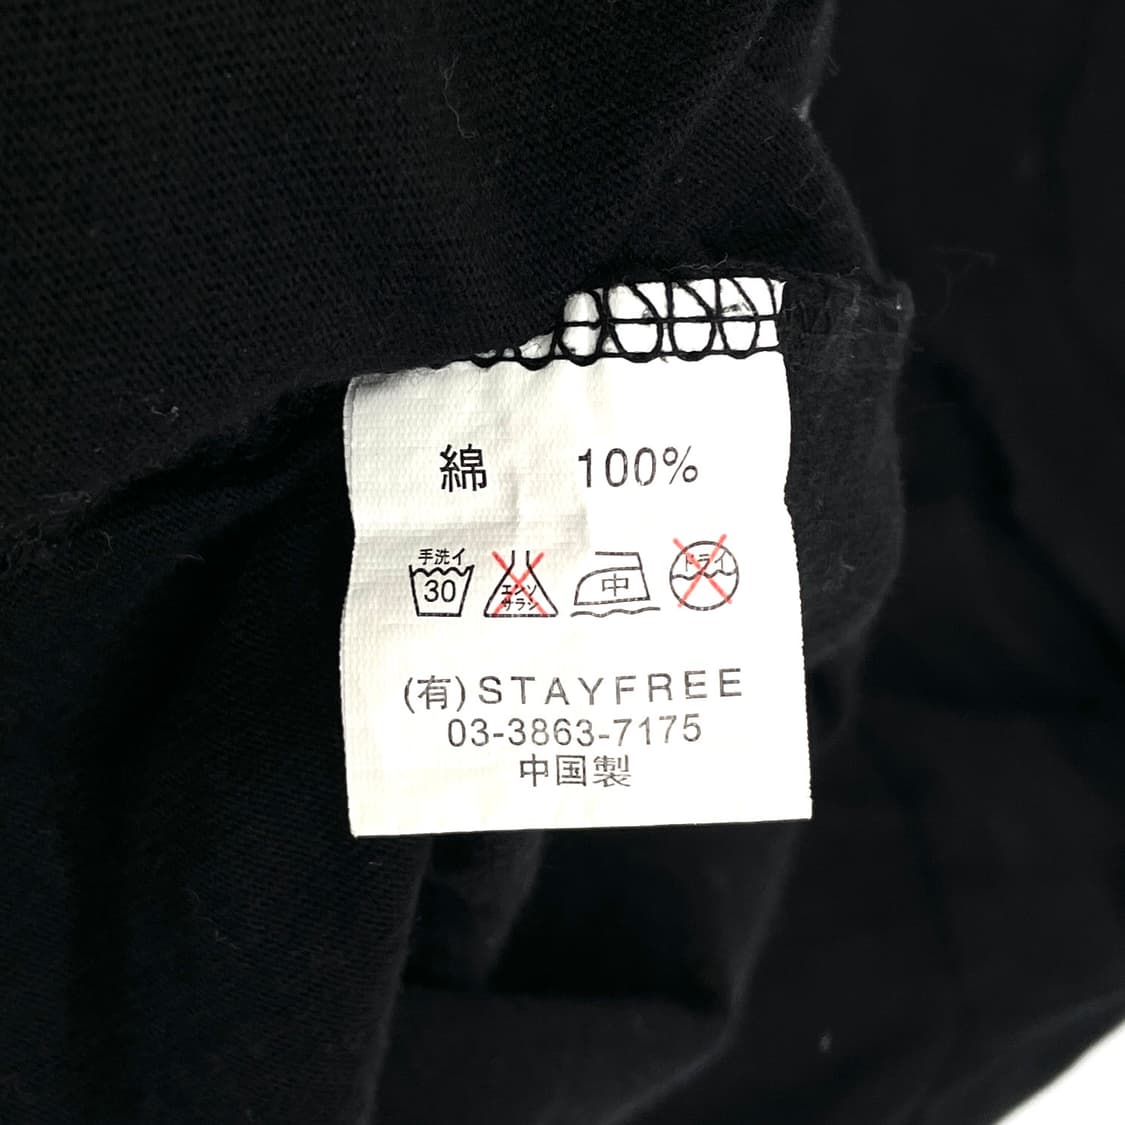 綿 100%
手洗イ
30
エンソ
サラシ
中
ドライ
(有)STAYFREE
03-3863-7175
中国製